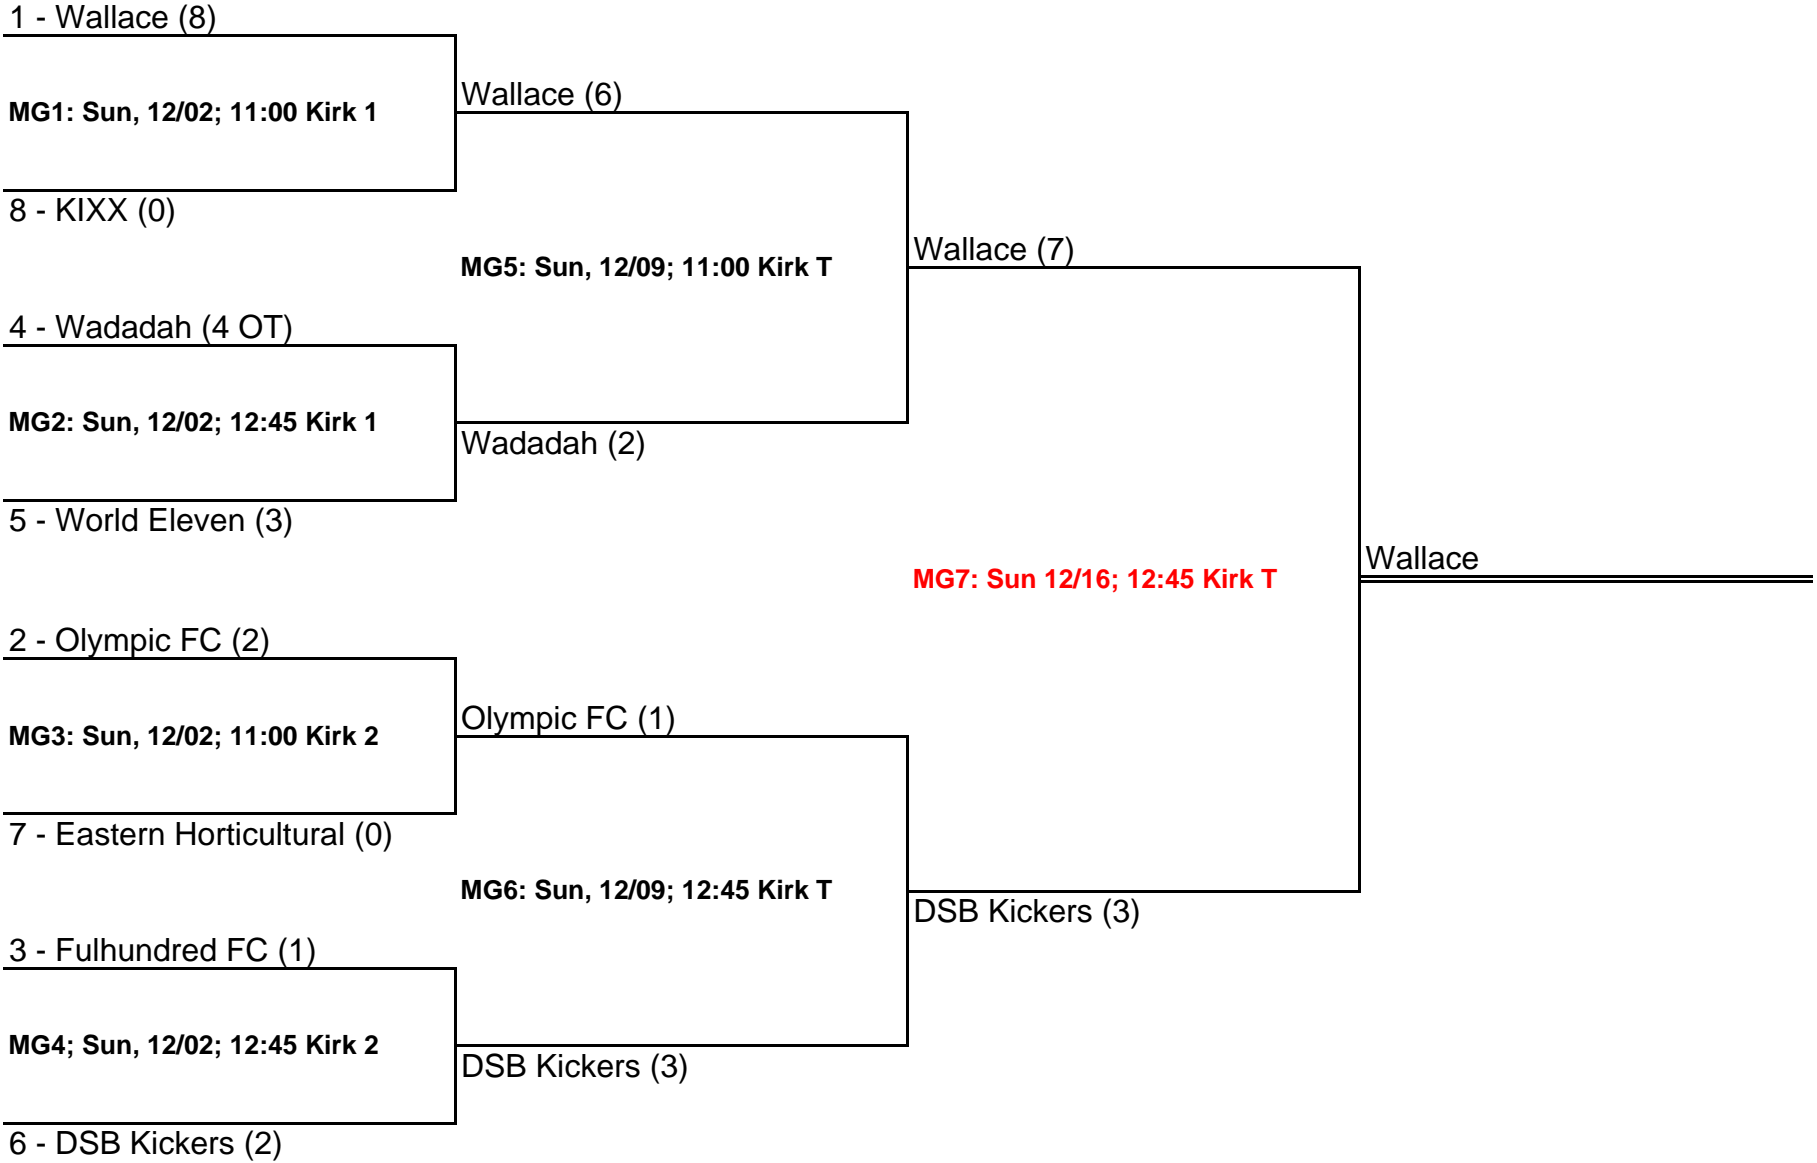 1 - Wallace (8)
MG1: Sun, 12/02; 11:00 Kirk 1
8 - KIXX (0)
4 - Wadadah (4 OT)
MG2: Sun, 12/02; 12:45 Kirk 1
5 - World Eleven (3)
2 - Olympic FC (2)
MG3: Sun, 12/02; 11:00 Kirk 2
7 - Eastern Horticultural (0)
3 - Fulhundred FC (1)
MG4; Sun, 12/02; 12:45 Kirk 2
6 - DSB Kickers (2)
Wallace (6)
MG5: Sun, 12/09; 11:00 Kirk T
Wadadah (2)
Olympic FC (1)
MG6: Sun, 12/09; 12:45 Kirk T
DSB Kickers (3)
Wallace (7)
MG7: Sun 12/16; 12:45 Kirk T
DSB Kickers (3)
Wallace